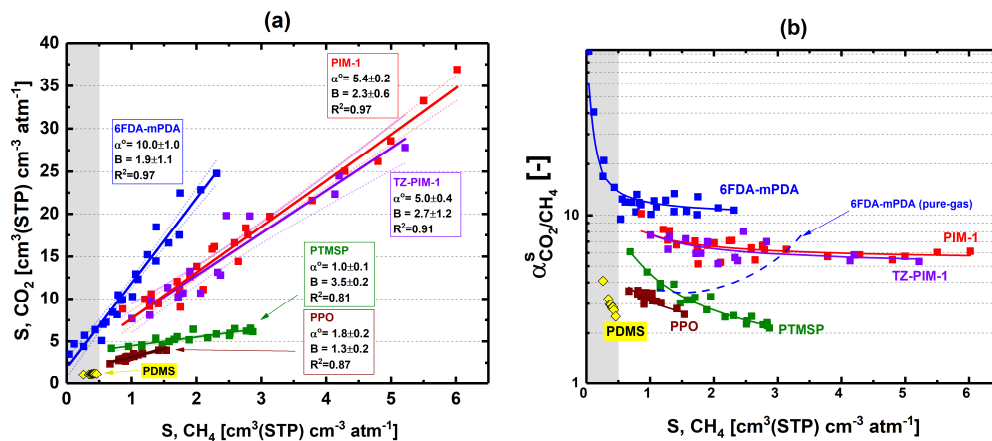 (a)
S, CO2 [cm3(STP) cm-3 atm-1]
40
35
30
25
20
15
10
5
0
PIM-1
α°= 5.4±0.2
B = 2.3±0.6
R2=0.97
6FDA-mPDA
α°= 10.0±1.0
B = 1.9±1.1
R2=0.97
TZ-PIM-1
α°= 5.0±0.4
B = 2.7±1.2
R2=0.91
PTMSP
α°= 1.0±0.1
B = 3.5±0.2
R2=0.81
PPO
α°= 1.8±0.2
B = 1.3±0.2
R2=0.87
PDMS
0 1 2 3 4 5 6
S, CH4 [cm3(STP) cm-3 atm-1]
(b)
αsCO2/CH4 [-]
10
1
6FDA-mPDA
6FDA-mPDA (pure-gas)
PIM-1
TZ-PIM-1
PDMS
PPO
PTMSP
0 1 2 3 4 5 6
S, CH4 [cm3(STP) cm-3 atm-1]